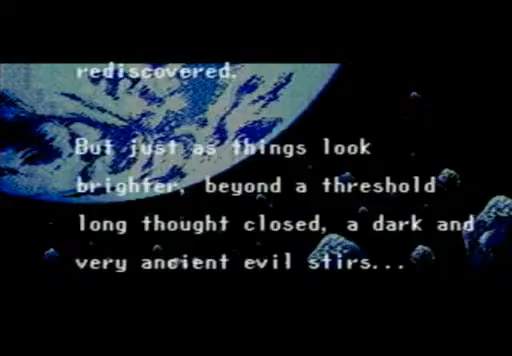 rediscovered.
But just as things look
brighter, beyond a threshold
long thought closed, a dark and
very ancient evil stirs...